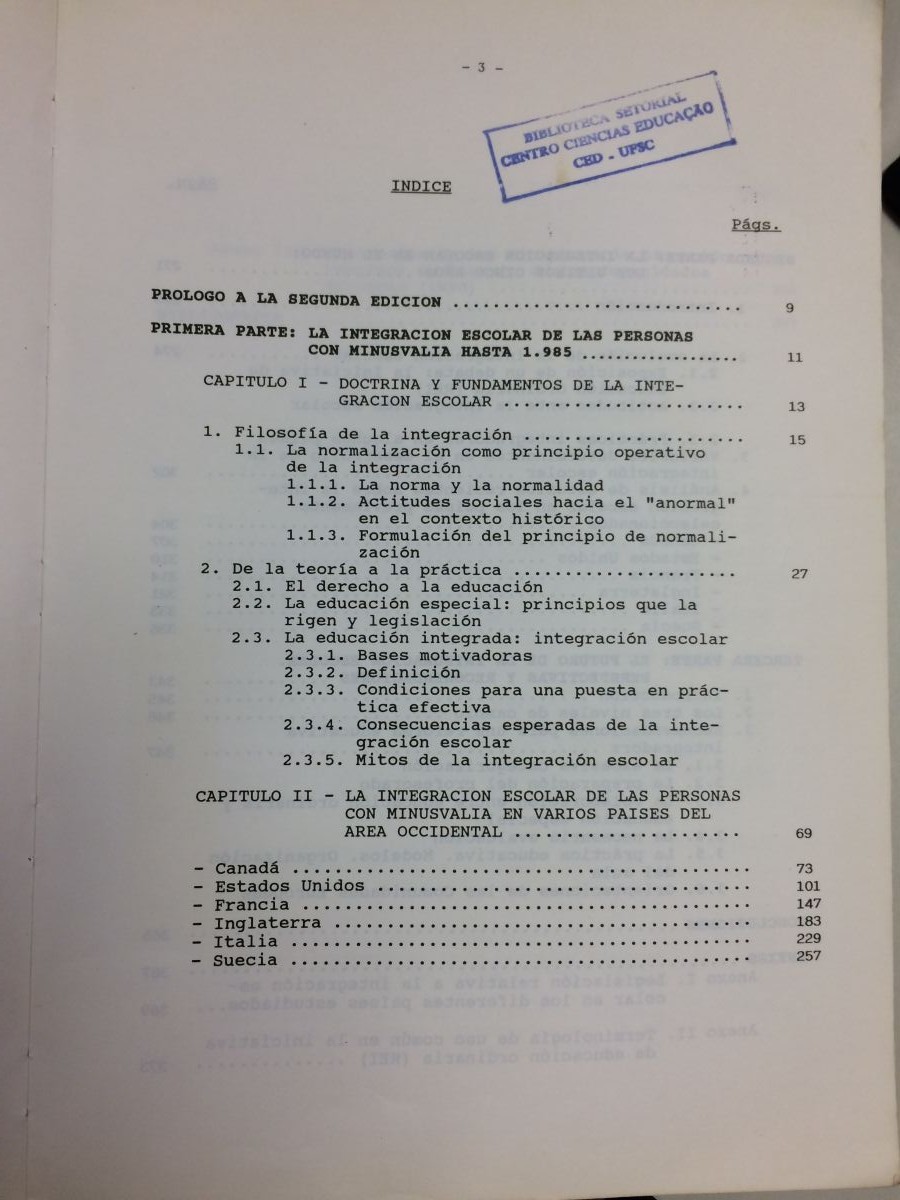 - 3 -
BIBLIOTECA SETORIAL
CENTRO CIENCIAS EDUCAÇÃO
CED - UFSC
INDICE
Págs.
PROLOGO A LA SEGUNDA EDICION ............................. 9
PRIMERA PARTE: LA INTEGRACION ESCOLAR DE LAS PERSONAS
CON MINUSVALIA HASTA 1.985 .................. 11
CAPITULO I - DOCTRINA Y FUNDAMENTOS DE LA INTE-
GRACION ESCOLAR ........................ 13
1. Filosofía de la integración ...................... 15
1.1. La normalización como principio operativo
de la integración
1.1.1. La norma y la normalidad
1.1.2. Actitudes sociales hacia el "anormal"
en el contexto histórico
1.1.3. Formulación del principio de normali-
zación
2. De la teoría a la práctica ...................... 27
2.1. El derecho a la educación
2.2. La educación especial: principios que la
rigen y legislación
2.3. La educación integrada: integración escolar
2.3.1. Bases motivadoras
2.3.2. Definición
2.3.3. Condiciones para una puesta en prác-
tica efectiva
2.3.4. Consecuencias esperadas de la inte-
gración escolar
2.3.5. Mitos de la integración escolar
CAPITULO II - LA INTEGRACION ESCOLAR DE LAS PERSONAS
CON MINUSVALIA EN VARIOS PAISES DEL
AREA OCCIDENTAL ...................... 69
- Canadá ............................................. 73
- Estados Unidos ..................................... 101
- Francia ............................................ 147
- Inglaterra ......................................... 183
- Italia ............................................. 229
- Suecia ............................................. 257